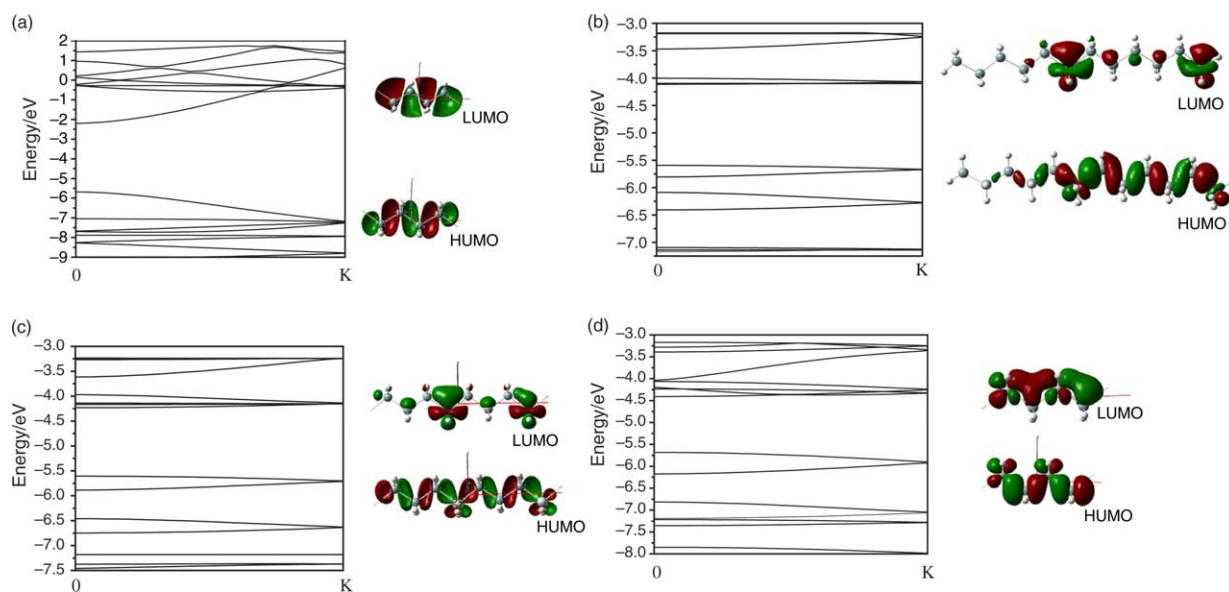 (a)
Energy/eV
2
1
0
–1
–2
–3
–4
–5
–6
–7
–8
–9
0
K
LUMO
HUMO
(b)
Energy/eV
–3.0
–3.5
–4.0
–4.5
–5.0
–5.5
–6.0
–6.5
–7.0
0
K
LUMO
HUMO
(c)
Energy/eV
–3.0
–3.5
–4.0
–4.5
–5.0
–5.5
–6.0
–6.5
–7.0
–7.5
0
K
LUMO
HUMO
(d)
Energy/eV
–3.0
–3.5
–4.0
–4.5
–5.0
–5.5
–6.0
–6.5
–7.0
–7.5
–8.0
0
K
LUMO
HUMO